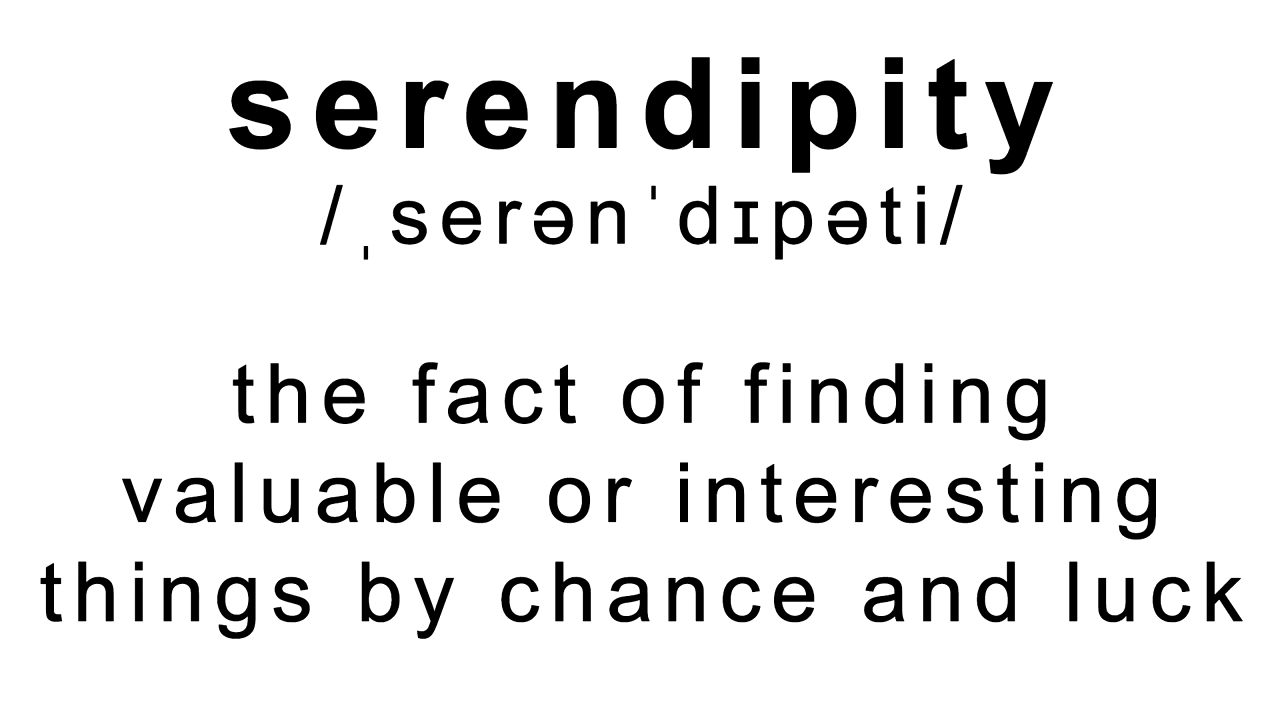 serendipity
/ˌserənˈdɪpəti/
the fact of finding
valuable or interesting
things by chance and luck